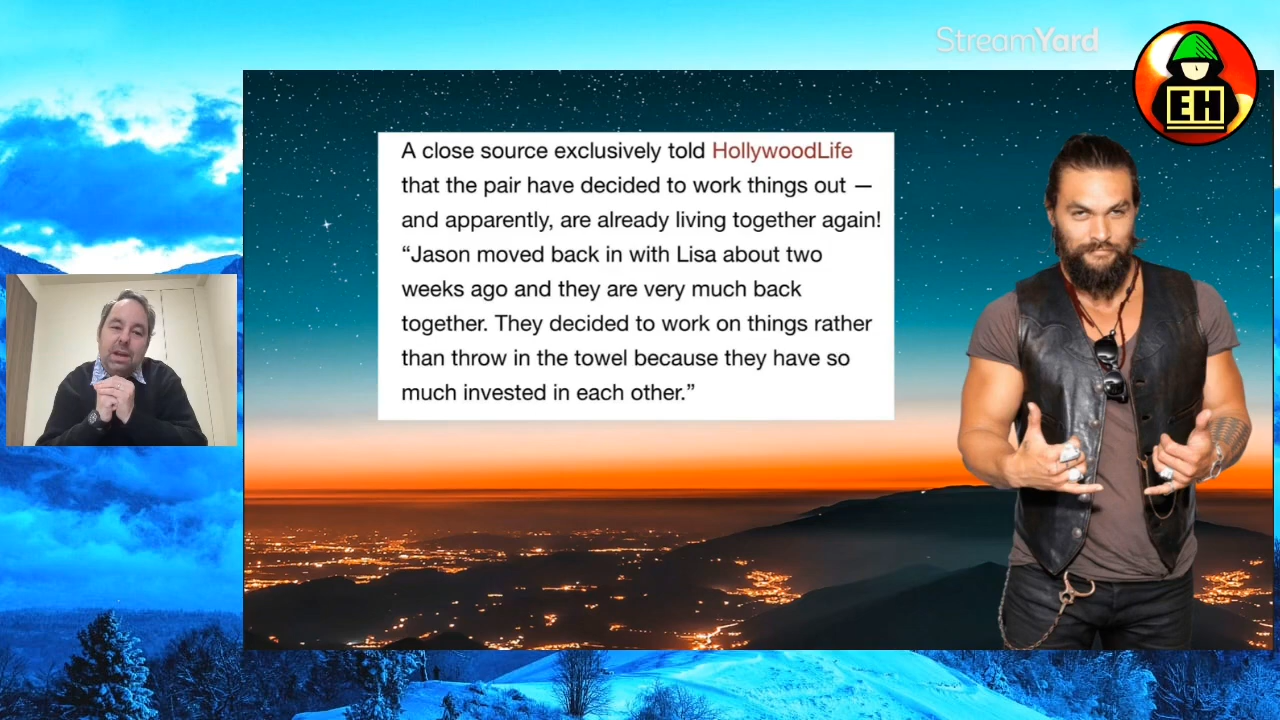 StreamYard
EH
A close source exclusively told HollywoodLife
that the pair have decided to work things out —
and apparently, are already living together again!
“Jason moved back in with Lisa about two
weeks ago and they are very much back
together. They decided to work on things rather
than throw in the towel because they have so
much invested in each other.”